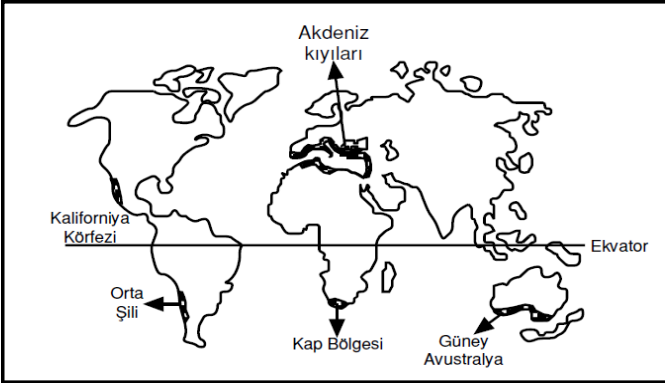 Akdeniz
kıyıları
Kaliforniya
Körfezi
Ekvator
Orta
Şili
Kap Bölgesi
Güney
Avustralya